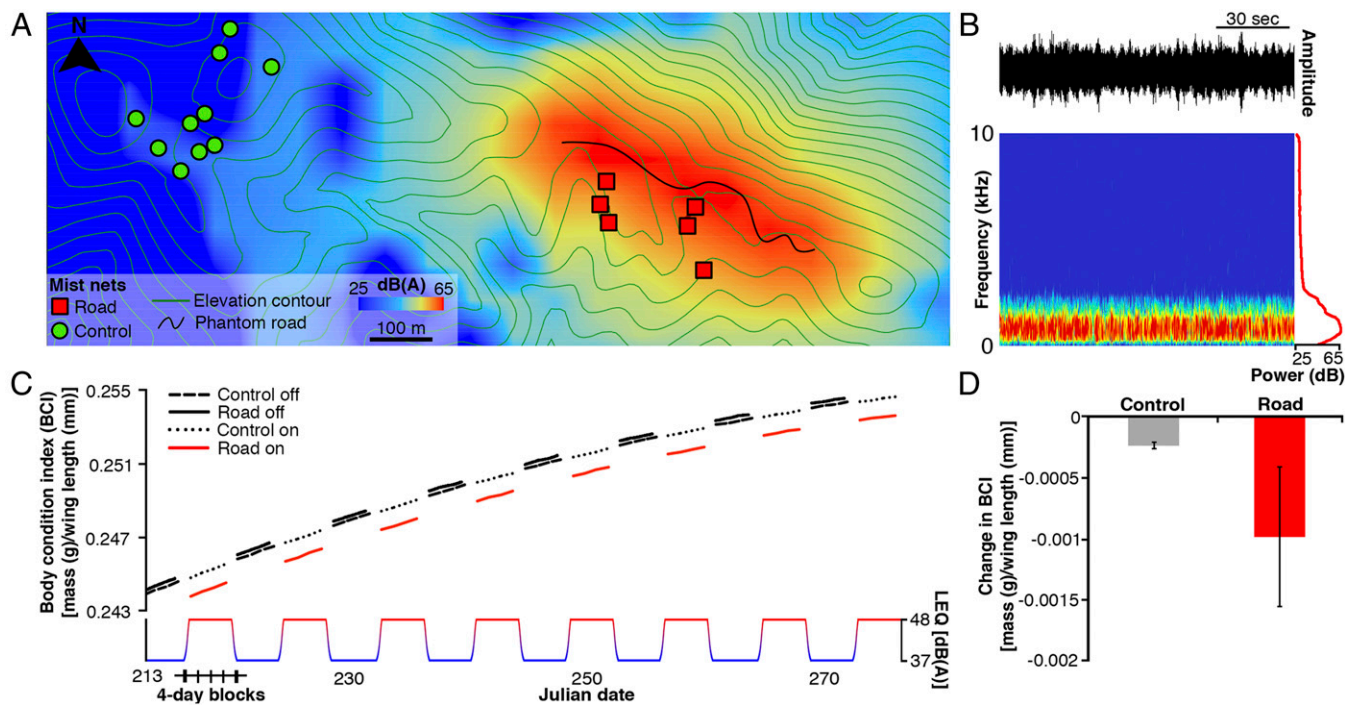 A
N
Mist nets
Road
Control
Elevation contour
Phantom road
dB(A)
25 65
100 m
B
30 sec
Amplitude
10
Frequency (kHz)
0
25 65
Power (dB)
C
Control off
Road off
Control on
Road on
Body condition index (BCI)
[mass (g)/wing length (mm)]
0.255
0.251
0.247
0.243
48
37
LEQ [dB(A)]
213 230 250 270
4-day blocks
Julian date
D
Control Road
Change in BCI
[mass (g)/wing length (mm)]
0
-0.0005
-0.001
-0.0015
-0.002